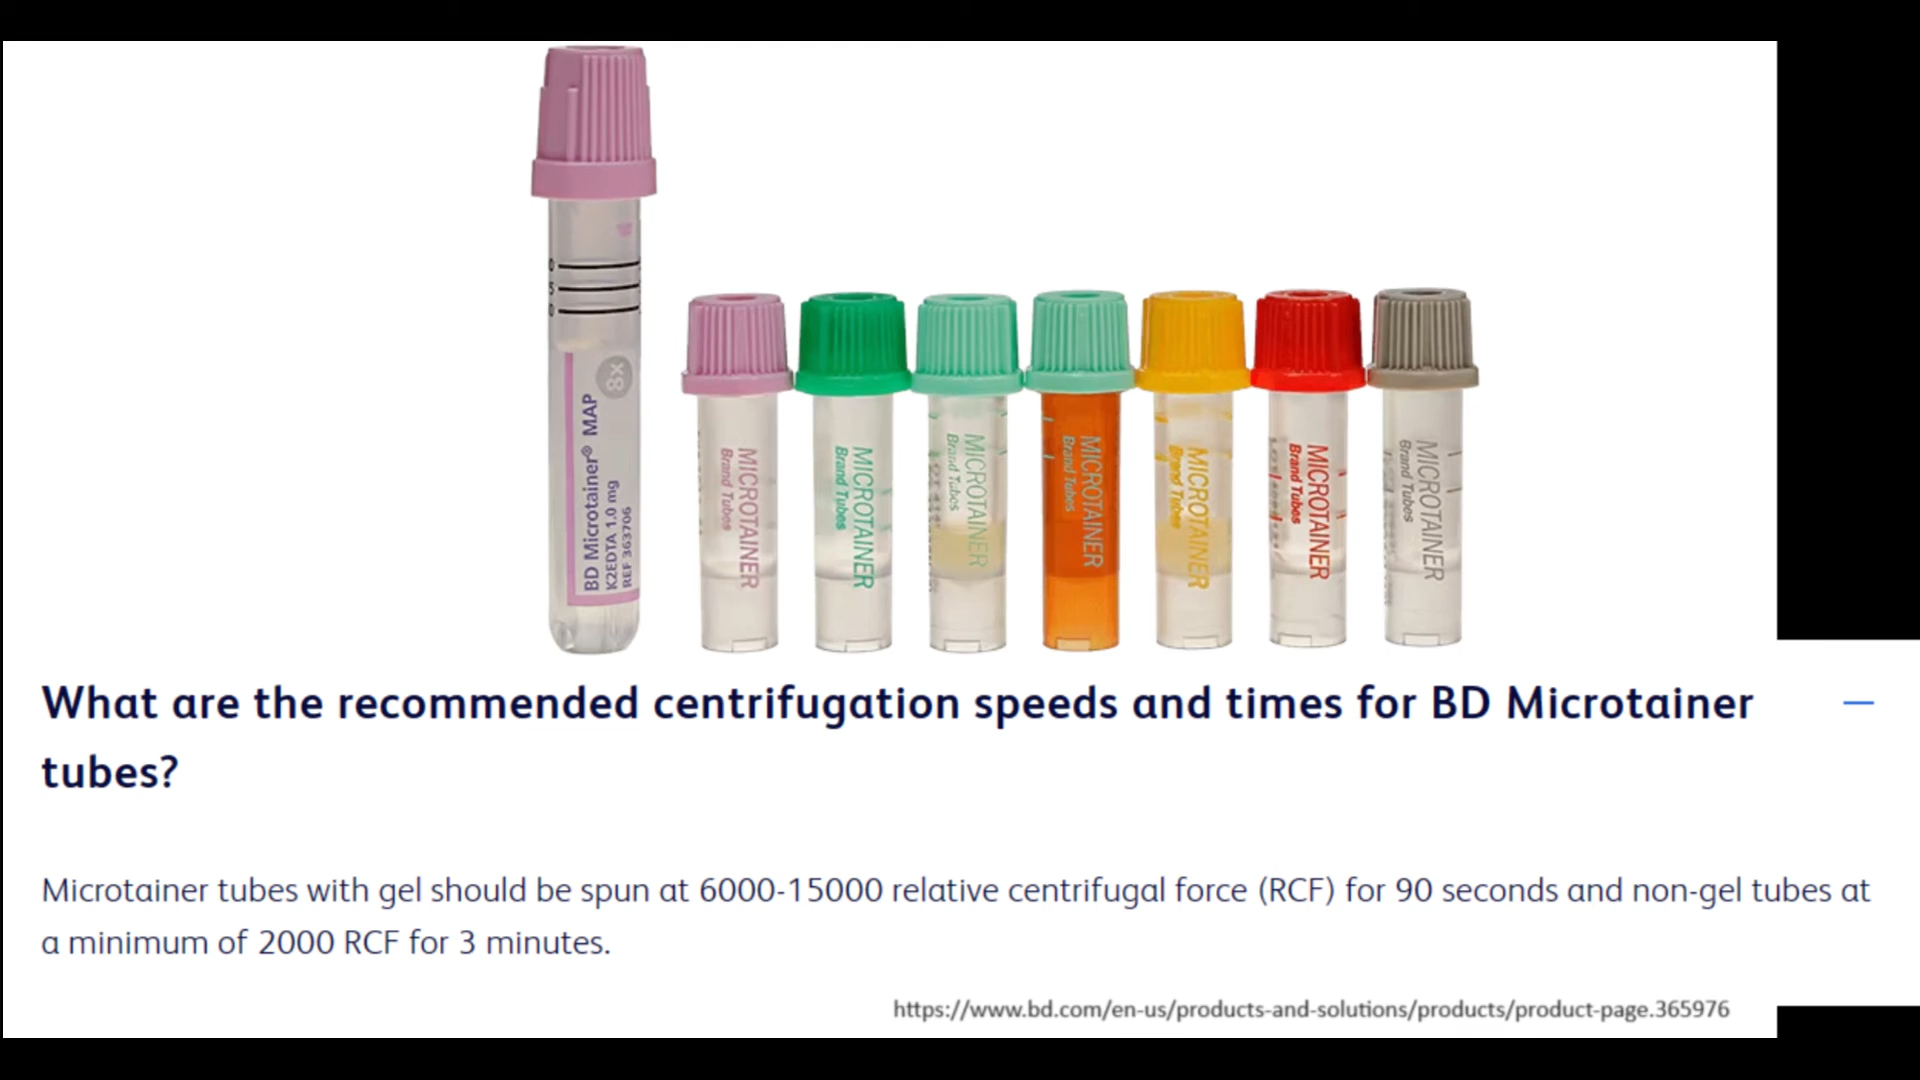 8x
BD Microtainer® MAP
K2EDTA 1.0 mg
REF 363706
MICROTAINER
Brand Tubes
MICROTAINER
Brand Tubes
MICROTAINER
Brand Tubes
MICROTAINER
Brand Tubes
MICROTAINER
Brand Tubes
MICROTAINER
Brand Tubes
MICROTAINER
Brand Tubes
What are the recommended centrifugation speeds and times for BD Microtainer
tubes?
Microtainer tubes with gel should be spun at 6000-15000 relative centrifugal force (RCF) for 90 seconds and non-gel tubes at
a minimum of 2000 RCF for 3 minutes.
https://www.bd.com/en-us/products-and-solutions/products/product-page.365976